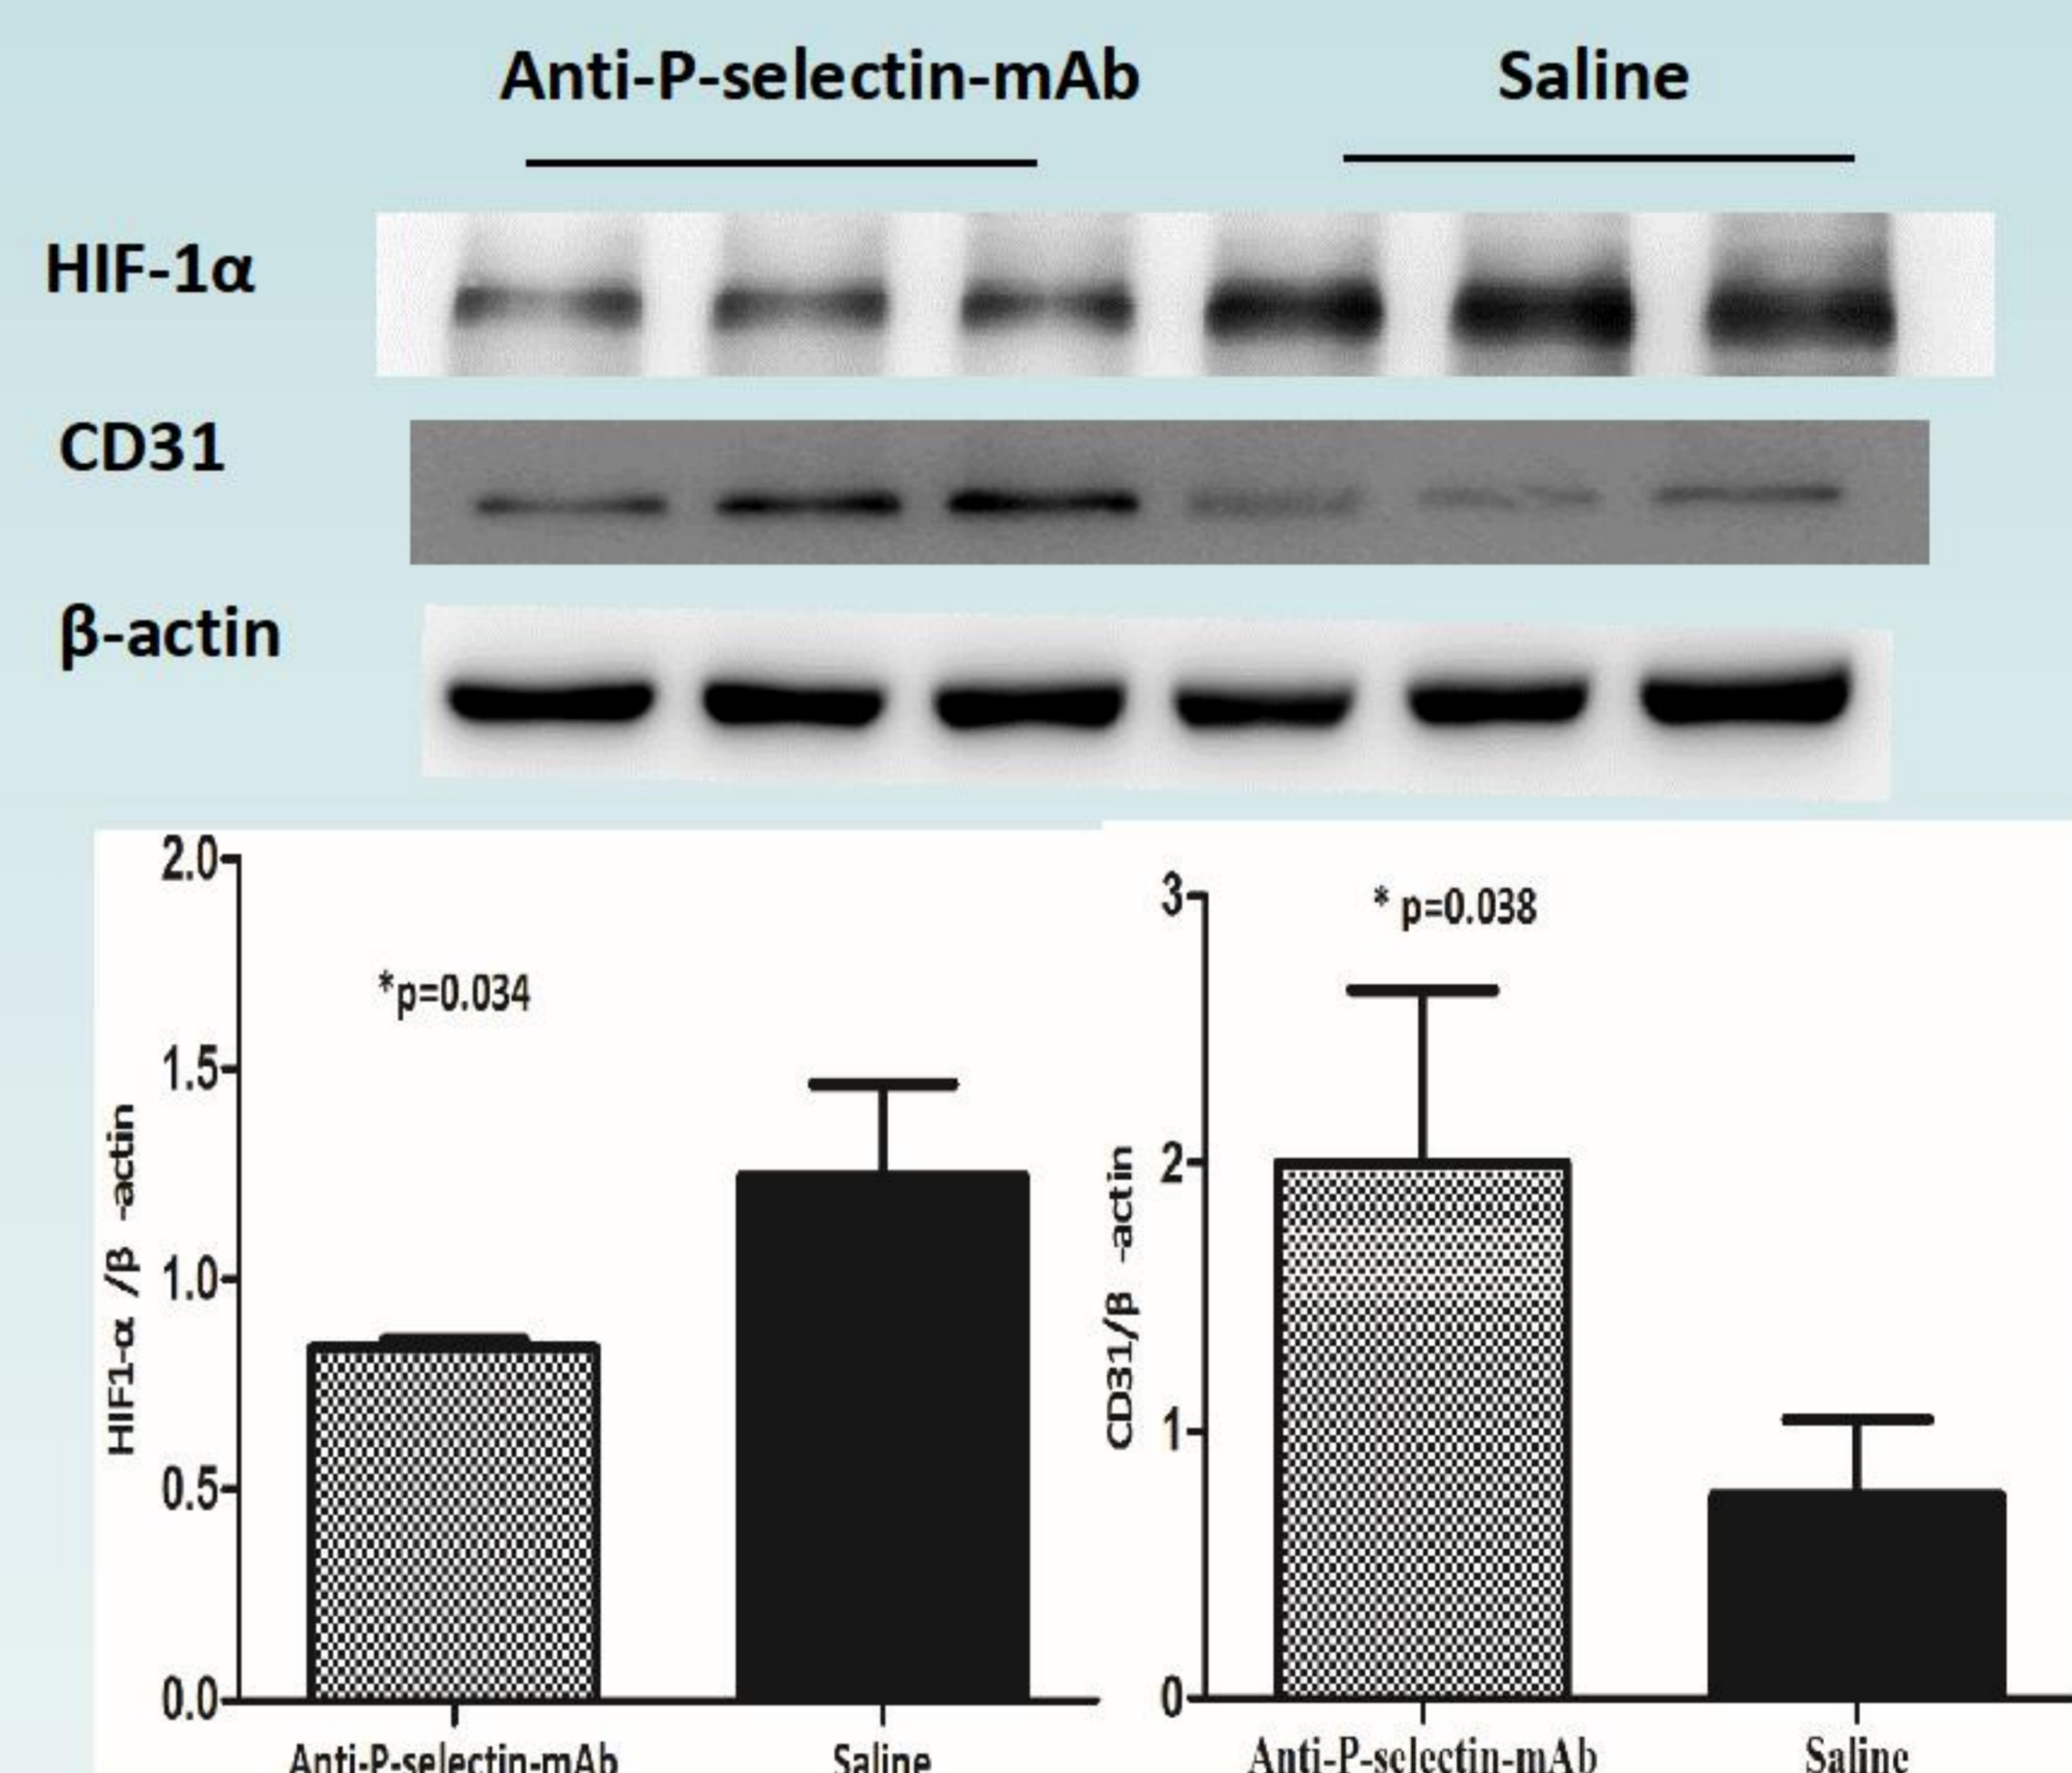 Anti-P-selectin-mAb
Saline
HIF-1α
CD31
β-actin
2.0
1.5
1.0
0.5
0.0
*p=0.034
HIF1-α /β -actin
Anti-P-selectin-mAb
Saline
3
2
1
0
* p=0.038
CD31/β -actin
Anti-P-selectin-mAb
Saline